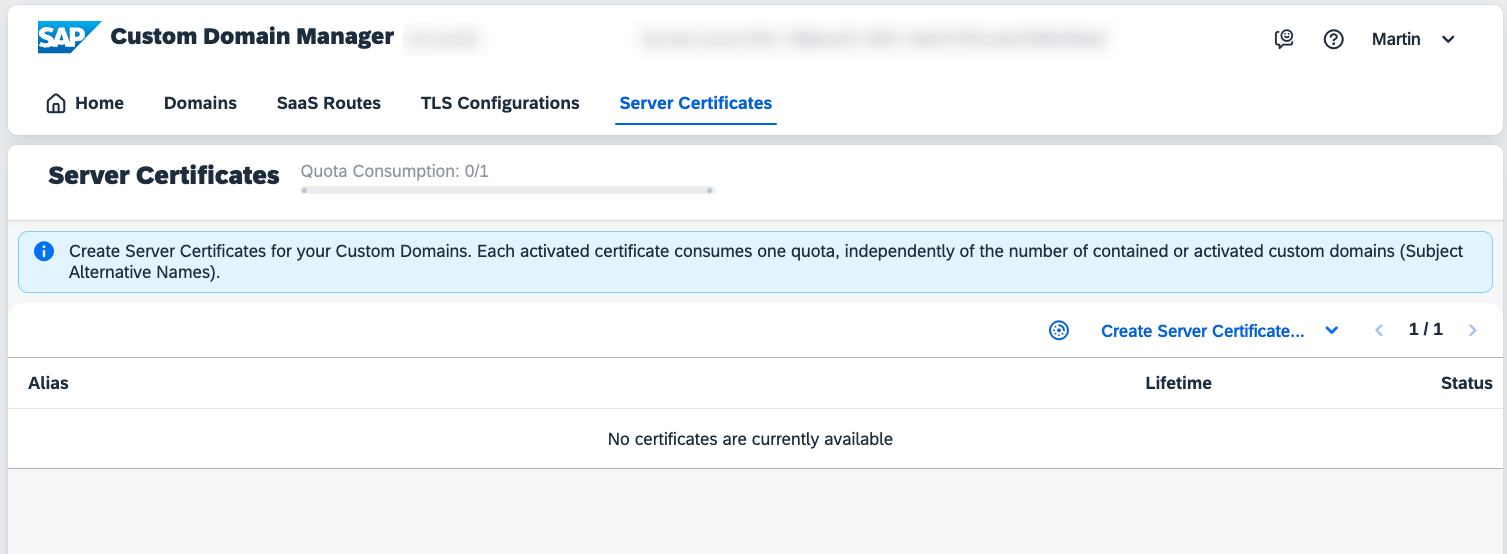 SAP Custom Domain Manager
Martin
Home Domains SaaS Routes TLS Configurations Server Certificates
Server Certificates Quota Consumption: 0/1
Create Server Certificates for your Custom Domains. Each activated certificate consumes one quota, independently of the number of contained or activated custom domains (Subject
Alternative Names).
Create Server Certificate... 1 / 1
Alias Lifetime Status
No certificates are currently available